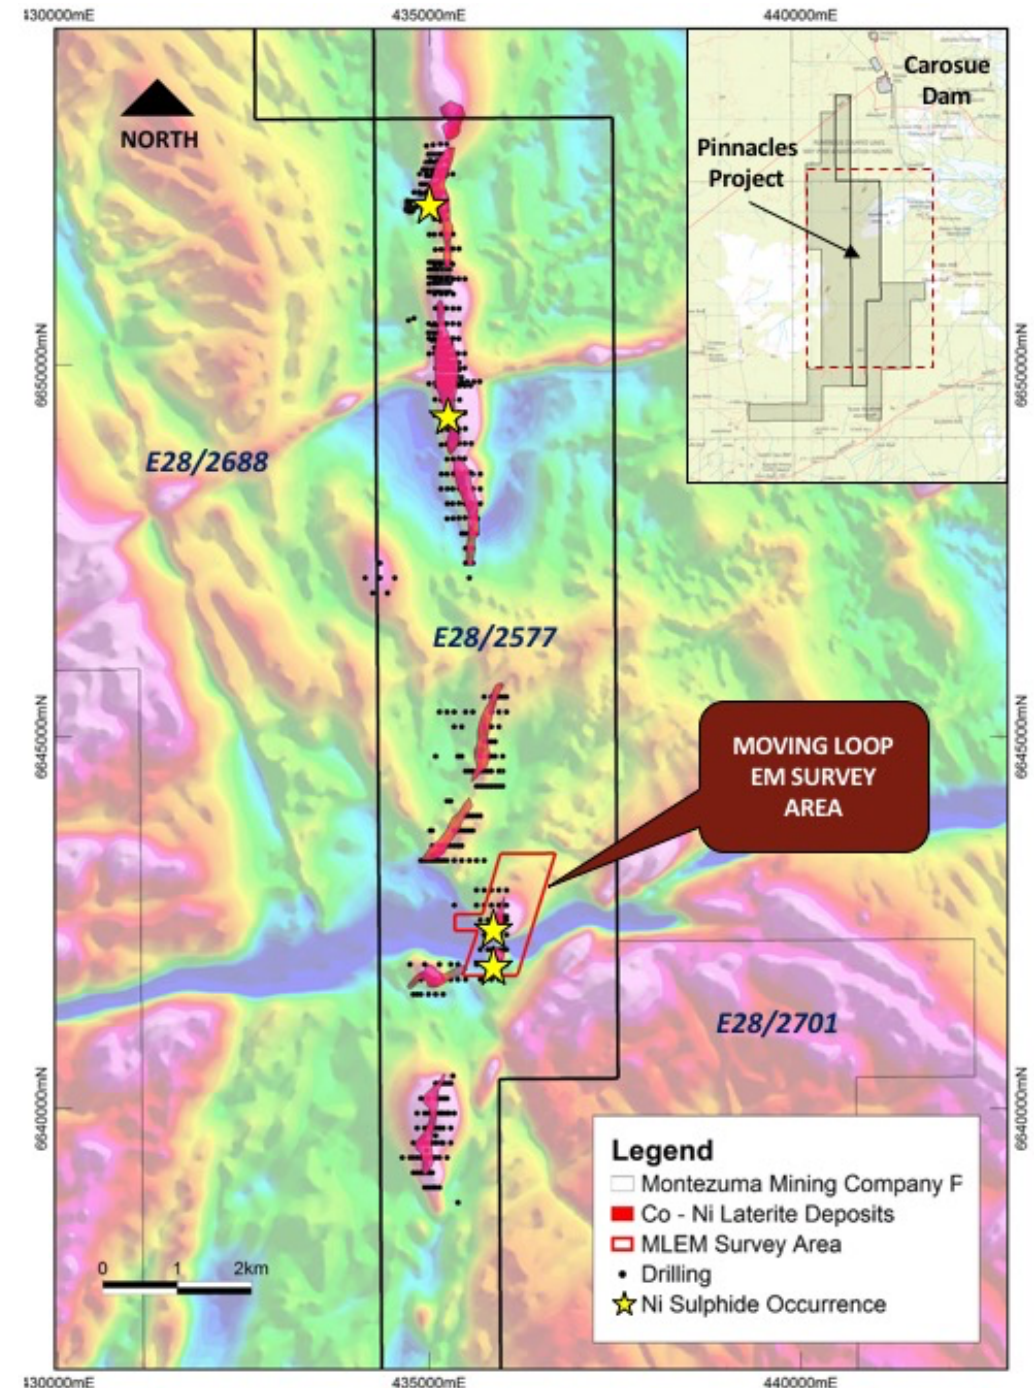 430000mE 435000mE 440000mE
NORTH
Carosue
Dam
Pinnacles
Project
6650000mN 6650000mN
E28/2688
E28/2577
6645000mN 6645000mN
MOVING LOOP
EM SURVEY
AREA
E28/2701
6640000mN 6640000mN
Legend
Montezuma Mining Company F
Co - Ni Laterite Deposits
MLEM Survey Area
Drilling
Ni Sulphide Occurrence
0 1 2km
430000mE 435000mE 440000mE